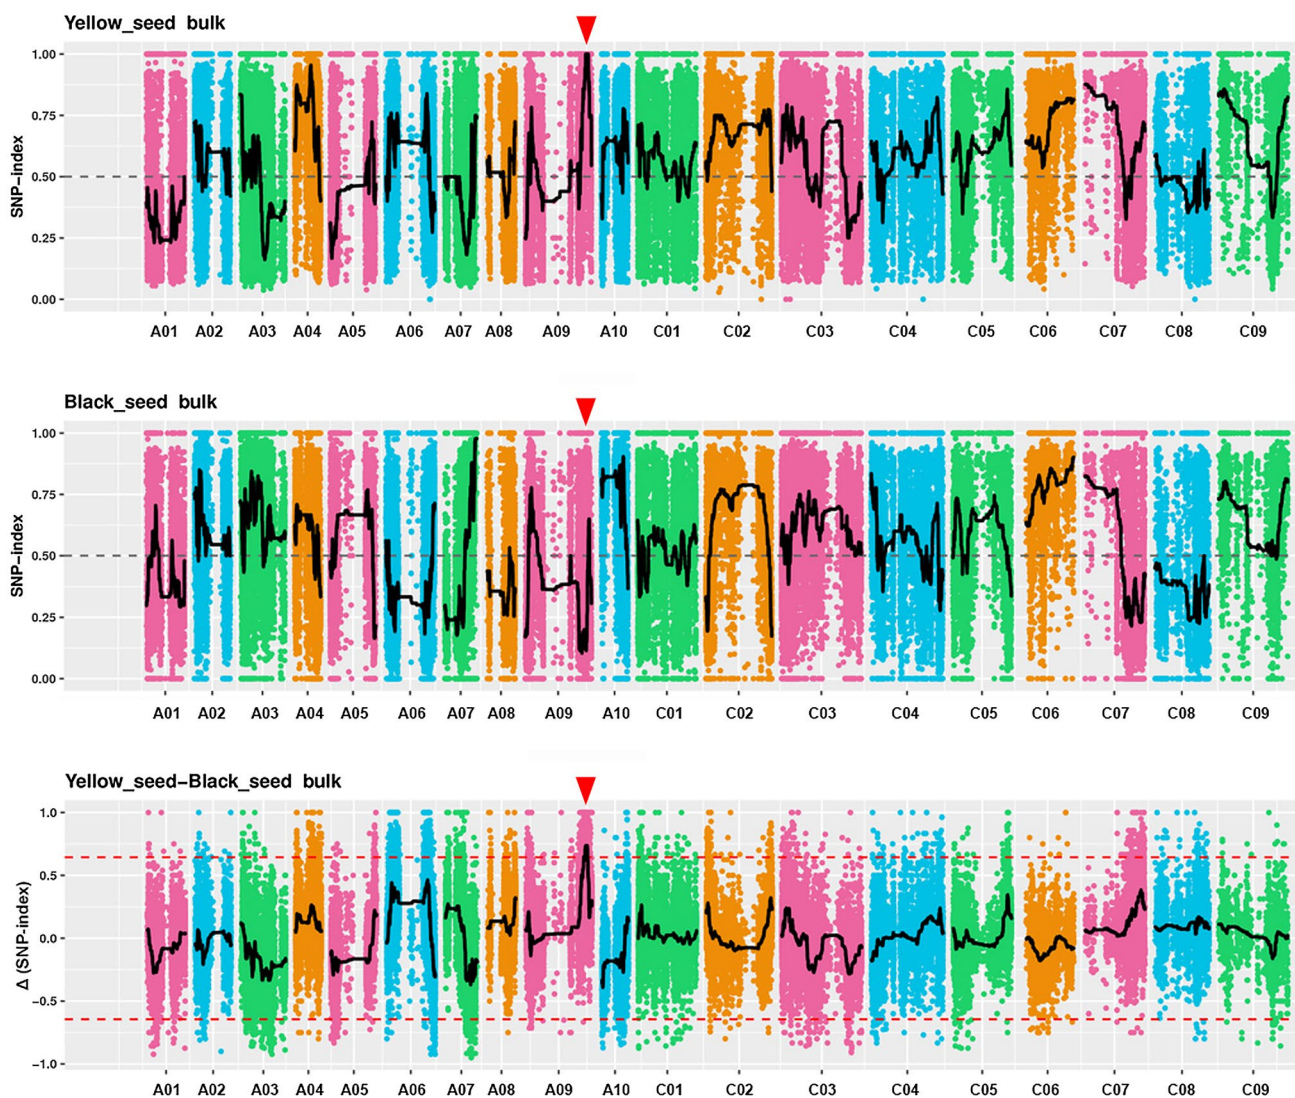 Yellow_seed bulk
SNP-index
1.00
0.75
0.50
0.25
0.00
A01 A02 A03 A04 A05 A06 A07 A08 A09 A10 C01 C02 C03 C04 C05 C06 C07 C08 C09
Black_seed bulk
SNP-index
1.00
0.75
0.50
0.25
0.00
A01 A02 A03 A04 A05 A06 A07 A08 A09 A10 C01 C02 C03 C04 C05 C06 C07 C08 C09
Yellow_seed−Black_seed bulk
Δ (SNP-index)
1.0
0.5
0.0
−0.5
−1.0
A01 A02 A03 A04 A05 A06 A07 A08 A09 A10 C01 C02 C03 C04 C05 C06 C07 C08 C09